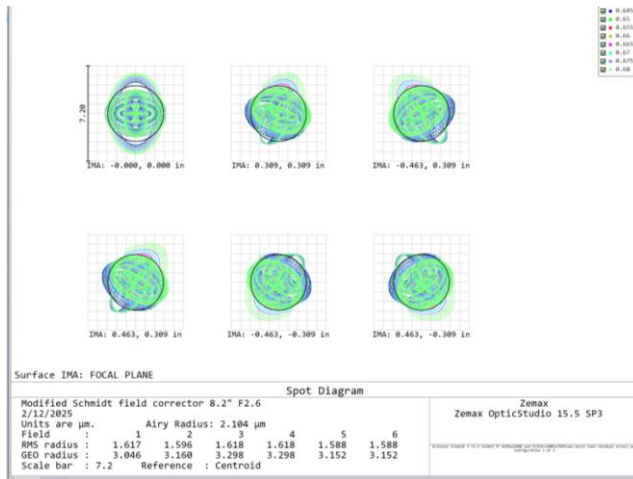 0.645
0.65
0.655
0.66
0.665
0.67
0.675
0.68
7.20
IMA: -0.000, 0.000 in
IMA: 0.309, 0.309 in
IMA: -0.463, 0.309 in
IMA: 0.463, 0.309 in
IMA: -0.463, -0.309 in
IMA: 0.463, -0.309 in
Surface IMA: FOCAL PLANE
Spot Diagram
Modified Schmidt field corrector 8.2" F2.6
2/12/2025
Units are µm. Airy Radius: 2.104 µm
Field : 1 2 3 4 5 6
RMS radius : 1.617 1.596 1.618 1.618 1.588 1.588
GEO radius : 3.046 3.160 3.298 3.298 3.152 3.152
Scale bar : 7.2 Reference : Centroid
Zemax
Zemax OpticStudio 15.5 SP3
Configuration 1 of 1